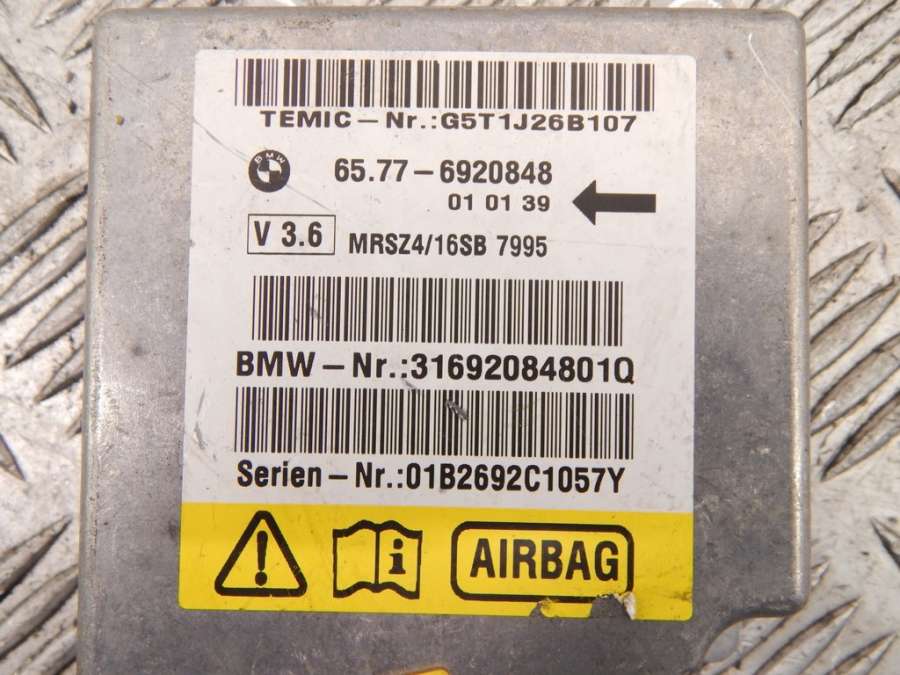 TEMIC - Nr.:G5T1J26B107
BMW
65.77 - 6920848
01 01 39
V 3.6
MRSZ4/16SB 7995
BMW - Nr.:31692084801Q
Serien - Nr.:01B2692C1057Y
i
AIRBAG